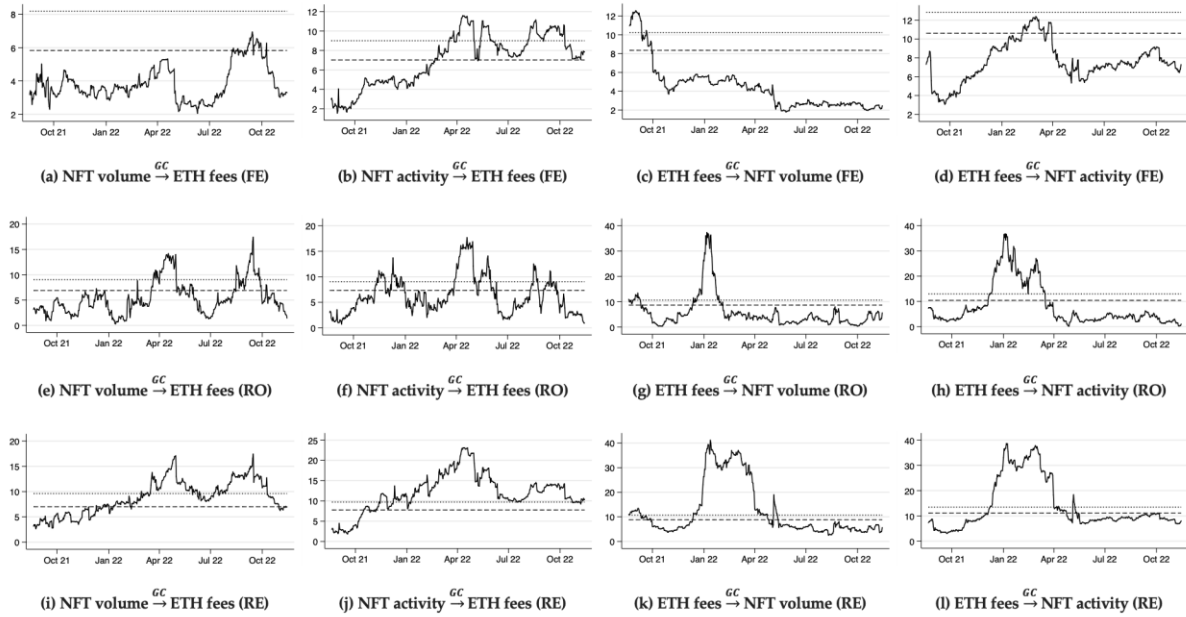 8
6
4
2
Oct 21 Jan 22 Apr 22 Jul 22 Oct 22
12
10
8
6
4
2
Oct 21 Jan 22 Apr 22 Jul 22 Oct 22
12
10
8
6
4
2
Oct 21 Jan 22 Apr 22 Jul 22 Oct 22
12
10
8
6
4
2
Oct 21 Jan 22 Apr 22 Jul 22 Oct 22
(a) NFT volume GC→ ETH fees (FE)
(b) NFT activity GC→ ETH fees (FE)
(c) ETH fees GC→ NFT volume (FE)
(d) ETH fees GC→ NFT activity (FE)
20
15
10
5
0
Oct 21 Jan 22 Apr 22 Jul 22 Oct 22
20
15
10
5
0
Oct 21 Jan 22 Apr 22 Jul 22 Oct 22
40
30
20
10
0
Oct 21 Jan 22 Apr 22 Jul 22 Oct 22
40
30
20
10
0
Oct 21 Jan 22 Apr 22 Jul 22 Oct 22
(e) NFT volume GC→ ETH fees (RO)
(f) NFT activity GC→ ETH fees (RO)
(g) ETH fees GC→ NFT volume (RO)
(h) ETH fees GC→ NFT activity (RO)
20
15
10
5
0
Oct 21 Jan 22 Apr 22 Jul 22 Oct 22
25
20
15
10
5
0
Oct 21 Jan 22 Apr 22 Jul 22 Oct 22
40
30
20
10
0
Oct 21 Jan 22 Apr 22 Jul 22 Oct 22
40
30
20
10
0
Oct 21 Jan 22 Apr 22 Jul 22 Oct 22
(i) NFT volume GC→ ETH fees (RE)
(j) NFT activity GC→ ETH fees (RE)
(k) ETH fees GC→ NFT volume (RE)
(l) ETH fees GC→ NFT activity (RE)